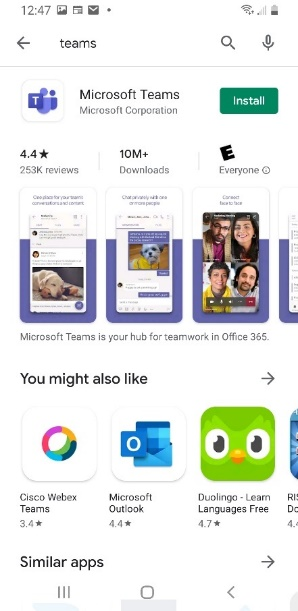 12:47
teams
Microsoft Teams
Microsoft Corporation
Install
4.4★
253K reviews
10M+
Downloads
E
Everyone
One place for your team's
conversations and content
Chat privately with one
or more people
Connect
face to face
Microsoft Teams is your hub for teamwork in Office 365.
You might also like
Cisco Webex
Teams
3.4★
Microsoft
Outlook
4.4★
Duolingo - Learn
Languages Free
4.7★
Similar apps